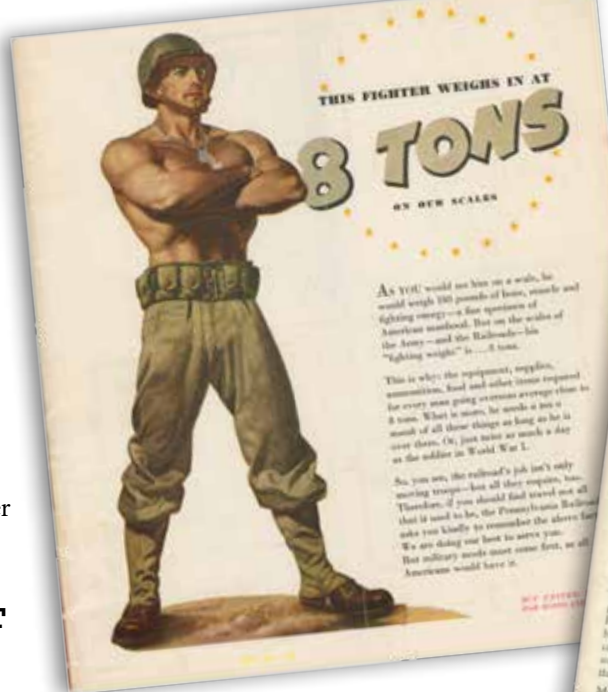 THIS FIGHTER WEIGHS IN AT
8 TONS
ON OUR SCALES
AS YOU would see him on a scale, he
would weigh 180 pounds of bone, muscle and
fighting energy—a fine specimen of
American manhood. But on the scales of
the Army—and the Railroads—his
"fighting weight" is ... 8 tons.
This is why: the equipment, supplies,
ammunition, food and other items required
for every man going overseas average close to
8 tons. What is more, he needs a ton a
month of all these things as long as he is
over there. Or, just twice as much a day
as the soldier in World War I.
So, you see, the railroad's job isn't only
moving troops—but all they require, too.
Therefore, if you should find travel not all
that it used to be, the Pennsylvania Railroad
asks you kindly to remember the above fact
We are doing our best to serve you.
But military needs must come first, as all
Americans would have it.
BUY UNITED
er
T